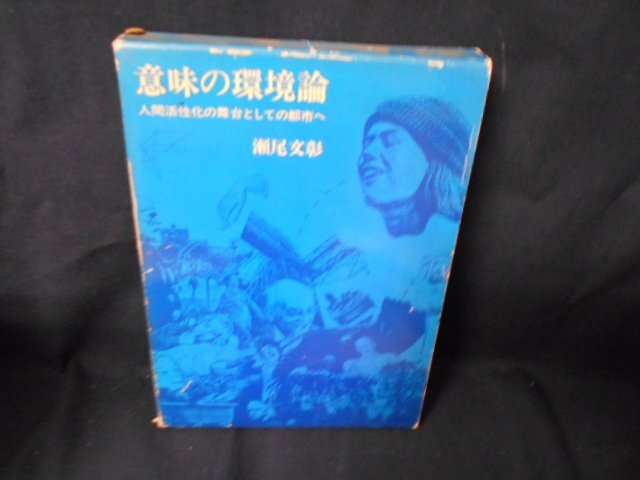 意味の環境論
人間活性化の舞台としての都市へ
瀬尾文彰